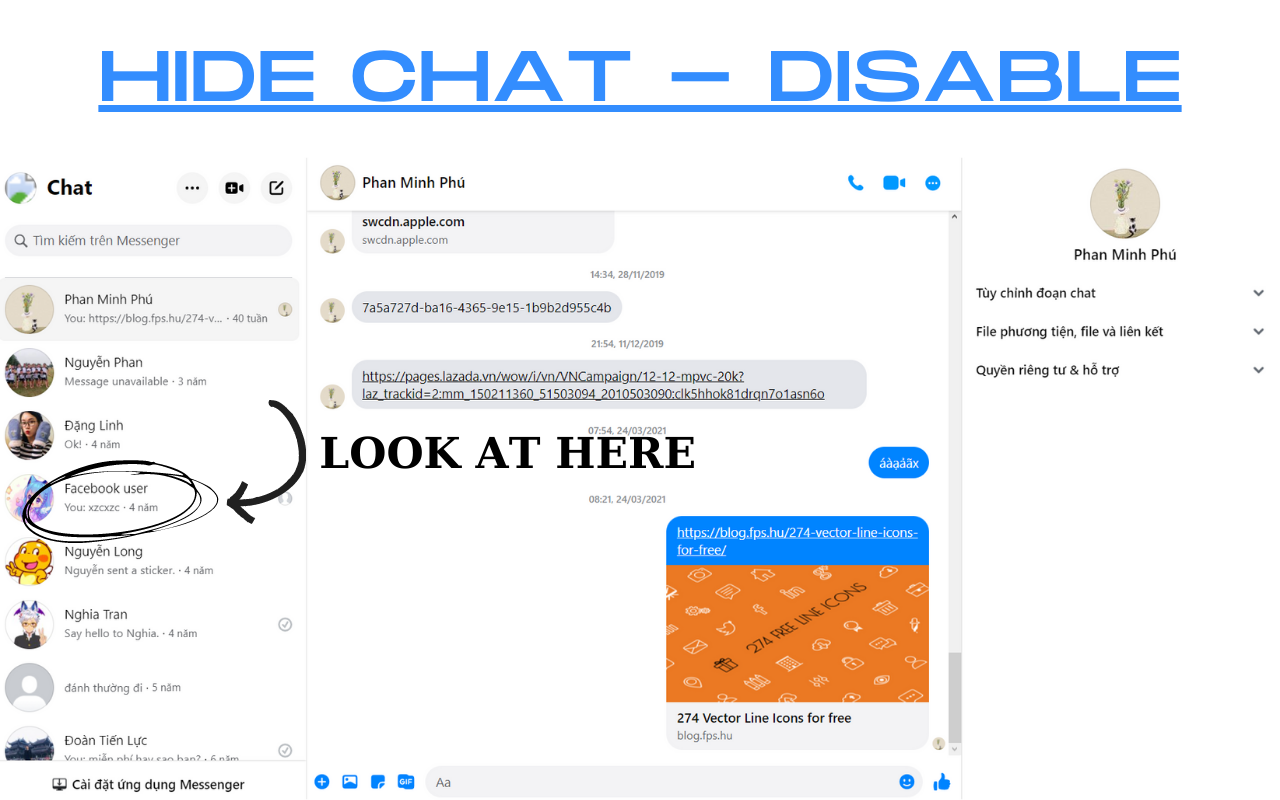 HIDE CHAT – DISABLE
Chat
Tìm kiếm trên Messenger
Phan Minh Phú
You: https://blog.fps.hu/274-v... · 40 tuần
Nguyễn Phan
Message unavailable · 3 năm
Đặng Linh
Ok! · 4 năm
Facebook user
You: xzcxzc · 4 năm
Nguyễn Long
Nguyễn sent a sticker. · 4 năm
Nghia Tran
Say hello to Nghia. · 4 năm
đánh thường đi · 5 năm
Đoàn Tiến Lực
You: miễn phí hay sao bạn? · 6 năm
Cài đặt ứng dụng Messenger
Phan Minh Phú
swcdn.apple.com
swcdn.apple.com
14:34, 28/11/2019
7a5a727d-ba16-4365-9e15-1b9b2d955c4b
21:54, 11/12/2019
https://pages.lazada.vn/wow/i/vn/VNCampaign/12-12-mpvc-20k?
laz_trackid=2:mm_150211360_51503094_2010503090:clk5hhok81drqn7o1asn6o
07:54, 24/03/2021
LOOK AT HERE
áàạảãx
08:21, 24/03/2021
https://blog.fps.hu/274-vector-line-icons-
for-free/
274 FREE LINE ICONS
274 Vector Line Icons for free
blog.fps.hu
GIF
Aa
Phan Minh Phú
Tùy chỉnh đoạn chat
File phương tiện, file và liên kết
Quyền riêng tư & hỗ trợ